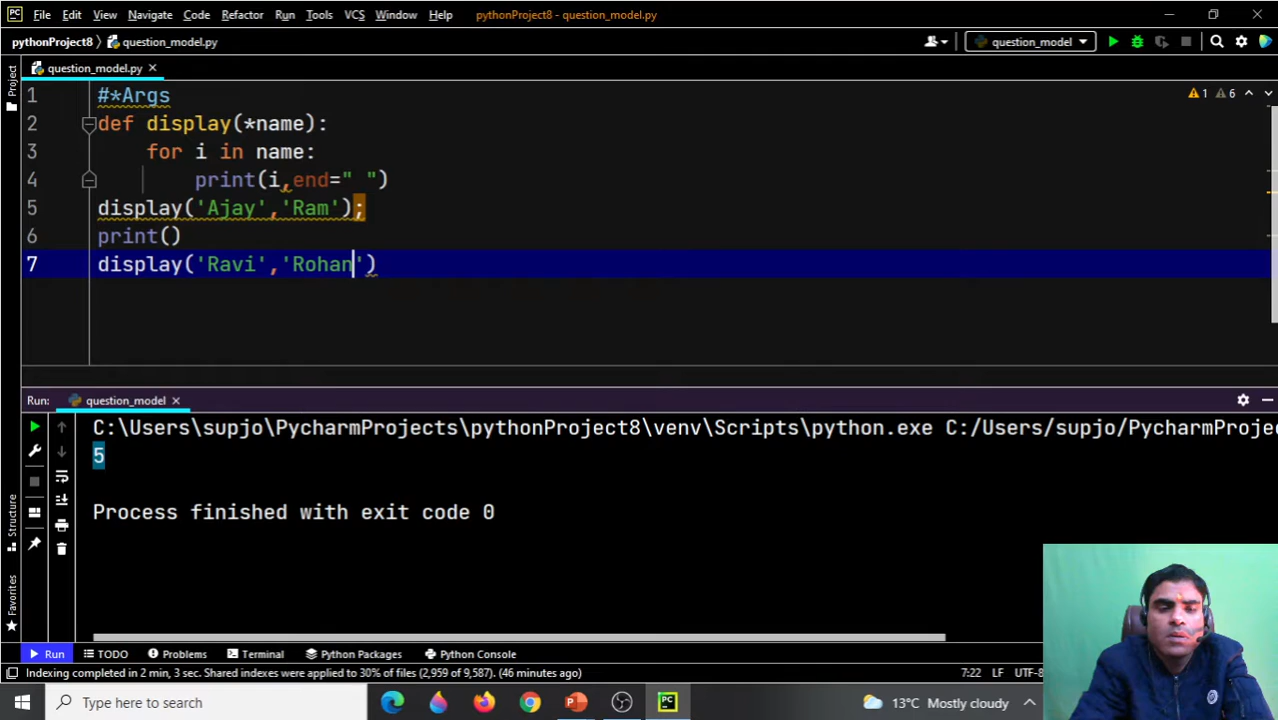 PC File Edit View Navigate Code Refactor Run Tools VCS Window Help pythonProject8 - question_model.py
pythonProject8 question_model.py question_model
Project question_model.py
1 #*Args 1 6
2 def display(*name):
3 for i in name:
4 print(i,end=" ")
5 display('Ajay','Ram');
6 print()
7 display('Ravi','Rohan')
Run: question_model
C:\Users\supjo\PycharmProjects\pythonProject8\venv\Scripts\python.exe C:/Users/supjo/PycharmProje
5
Process finished with exit code 0
Structure
Favorites
Run TODO Problems Terminal Python Packages Python Console
Indexing completed in 2 min, 3 sec. Shared indexes were applied to 30% of files (2,959 of 9,587). (46 minutes ago) 7:22 LF UTF-8
Type here to search 13°C Mostly cloudy